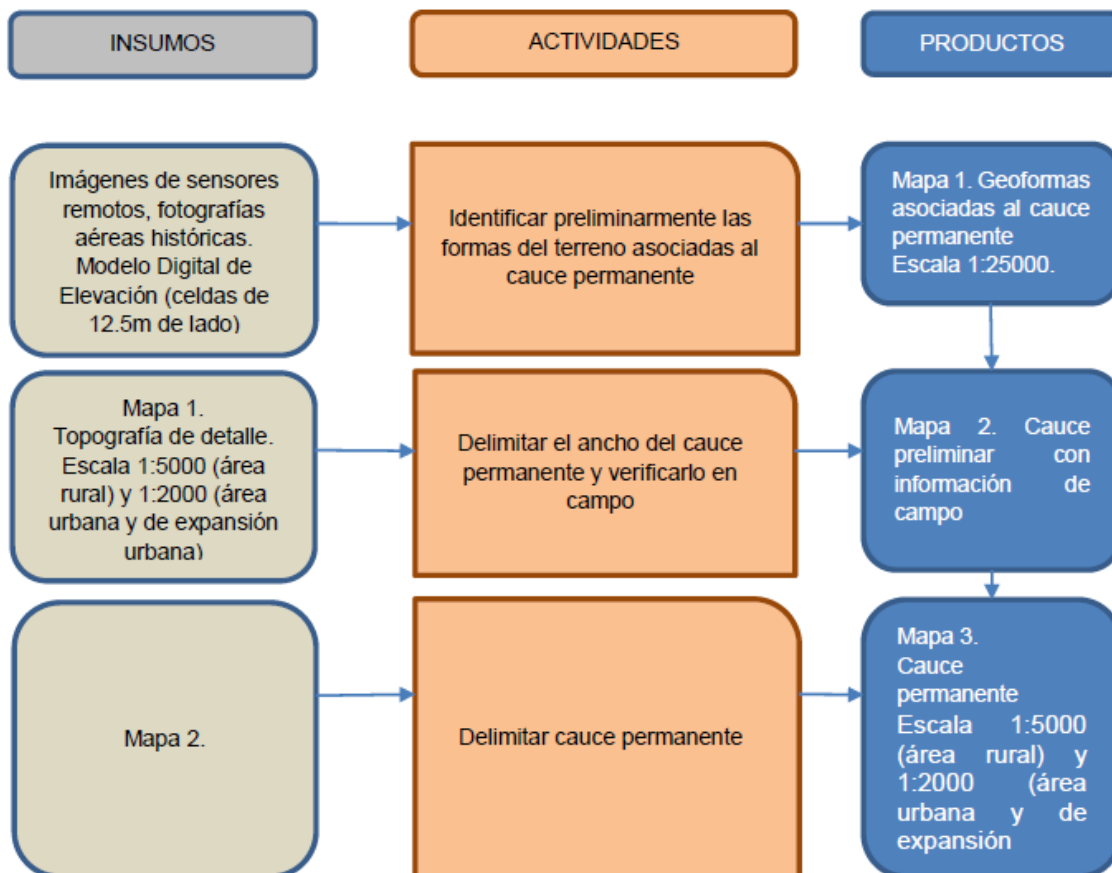 INSUMOS
ACTIVIDADES
PRODUCTOS
Imágenes de sensores
remotos, fotografías
aéreas históricas.
Modelo Digital de
Elevación (celdas de
12.5m de lado)
Identificar preliminarmente las
formas del terreno asociadas al
cauce permanente
Mapa 1. Geoformas
asociadas al cauce
permanente
Escala 1:25000.
Mapa 1.
Topografía de detalle.
Escala 1:5000 (área
rural) y 1:2000 (área
urbana y de expansión
urbana)
Delimitar el ancho del cauce
permanente y verificarlo en
campo
Mapa 2. Cauce
preliminar con
información de
campo
Mapa 2.
Delimitar cauce permanente
Mapa 3.
Cauce
permanente
Escala 1:5000
(área rural) y
1:2000 (área
urbana y de
expansión